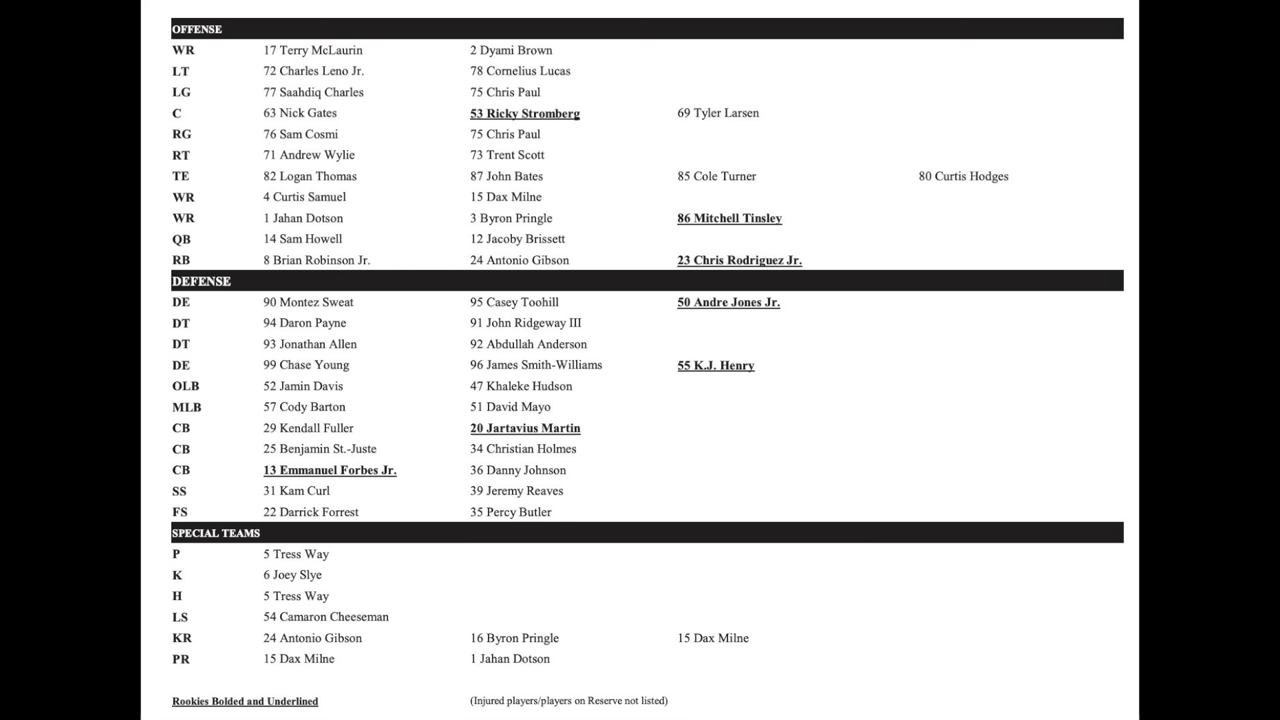 OFFENSE
WR 17 Terry McLaurin 2 Dyami Brown
LT 72 Charles Leno Jr. 78 Cornelius Lucas
LG 77 Saahdiq Charles 75 Chris Paul
C 63 Nick Gates 53 Ricky Stromberg 69 Tyler Larsen
RG 76 Sam Cosmi 75 Chris Paul
RT 71 Andrew Wylie 73 Trent Scott
TE 82 Logan Thomas 87 John Bates 85 Cole Turner 80 Curtis Hodges
WR 4 Curtis Samuel 15 Dax Milne
WR 1 Jahan Dotson 3 Byron Pringle 86 Mitchell Tinsley
QB 14 Sam Howell 12 Jacoby Brissett
RB 8 Brian Robinson Jr. 24 Antonio Gibson 23 Chris Rodriguez Jr.
DEFENSE
DE 90 Montez Sweat 95 Casey Toohill 50 Andre Jones Jr.
DT 94 Daron Payne 91 John Ridgeway III
DT 93 Jonathan Allen 92 Abdullah Anderson
DE 99 Chase Young 96 James Smith-Williams 55 K.J. Henry
OLB 52 Jamin Davis 47 Khaleke Hudson
MLB 57 Cody Barton 51 David Mayo
CB 29 Kendall Fuller 20 Jartavius Martin
CB 25 Benjamin St.-Juste 34 Christian Holmes
CB 13 Emmanuel Forbes Jr. 36 Danny Johnson
SS 31 Kam Curl 39 Jeremy Reaves
FS 22 Darrick Forrest 35 Percy Butler
SPECIAL TEAMS
P 5 Tress Way
K 6 Joey Slye
H 5 Tress Way
LS 54 Camaron Cheeseman
KR 24 Antonio Gibson 16 Byron Pringle 15 Dax Milne
PR 15 Dax Milne 1 Jahan Dotson
Rookies Bolded and Underlined (Injured players/players on Reserve not listed)